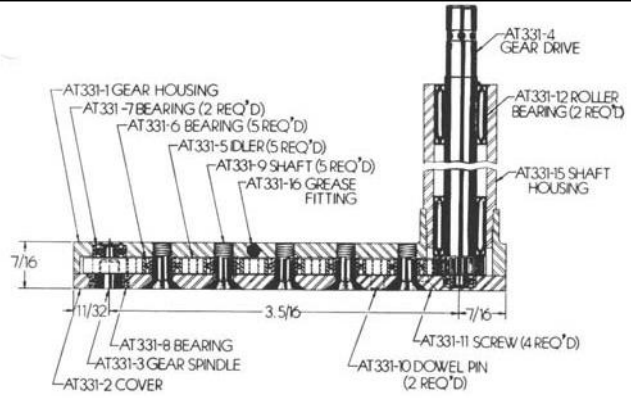 AT331-4
GEAR DRIVE
AT331-1 GEAR HOUSING
AT331-7 BEARING (2 REQ'D)
AT331-6 BEARING (5 REQ'D)
AT331-5 IDLER (5 REQ'D)
AT331-9 SHAFT (5 REQ'D)
AT331-16 GREASE
FITTING
AT331-12 ROLLER
BEARING (2 REQ'D)
AT331-15 SHAFT
HOUSING
7/16
11/32
3.5/16
7/16
AT331-8 BEARING
AT331-3 GEAR SPINDLE
AT331-2 COVER
AT331-11 SCREW (4 REQ'D)
AT331-10 DOWEL PIN
(2 REQ'D)